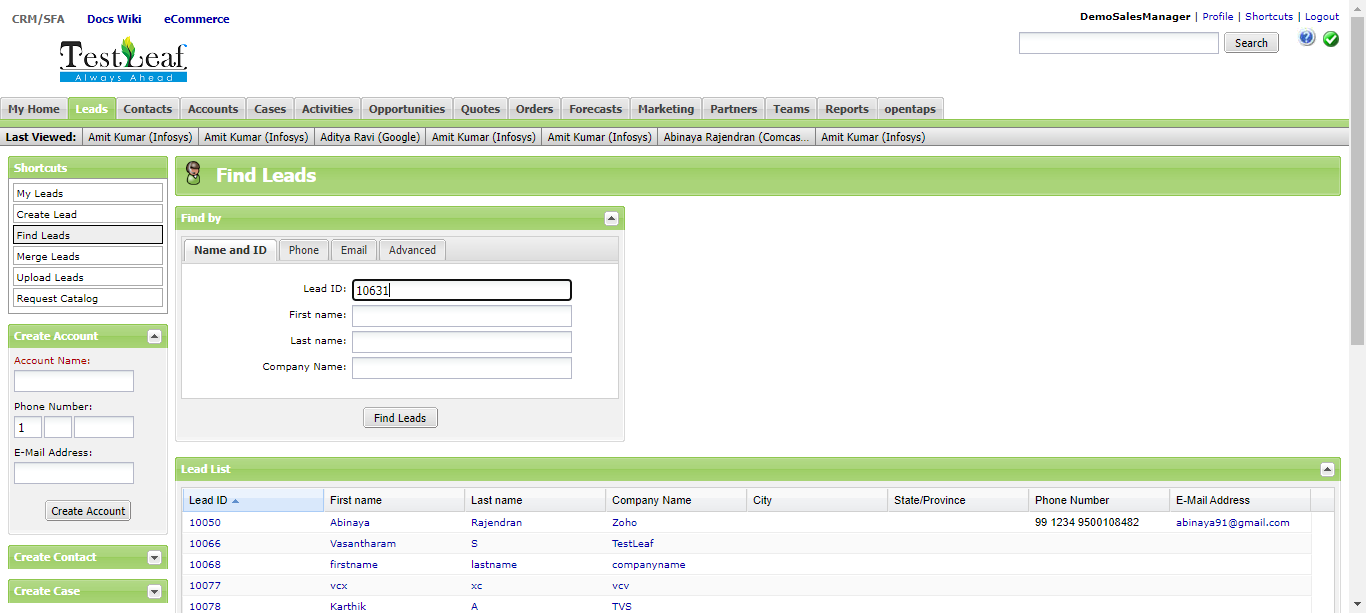 CRM/SFA Docs Wiki eCommerce
DemoSalesManager | Profile | Shortcuts | Logout
TestLeaf
Always Ahead
Search
My Home Leads Contacts Accounts Cases Activities Opportunities Quotes Orders Forecasts Marketing Partners Teams Reports opentaps
Last Viewed: Amit Kumar (Infosys) Amit Kumar (Infosys) Aditya Ravi (Google) Amit Kumar (Infosys) Amit Kumar (Infosys) Abinaya Rajendran (Comcas... Amit Kumar (Infosys)
Shortcuts
My Leads
Create Lead
Find Leads
Merge Leads
Upload Leads
Request Catalog
Create Account
Account Name:
Phone Number:
1
E-Mail Address:
Create Account
Create Contact
Create Case
Find Leads
Find by
Name and ID Phone Email Advanced
Lead ID: 10631
First name:
Last name:
Company Name:
Find Leads
Lead List
Lead ID First name Last name Company Name City State/Province Phone Number E-Mail Address
10050 Abinaya Rajendran Zoho 99 1234 9500108482 abinaya91@gmail.com
10066 Vasantharam S TestLeaf
10068 firstname lastname companyname
10077 vcx xc vcv
10078 Karthik A TVS